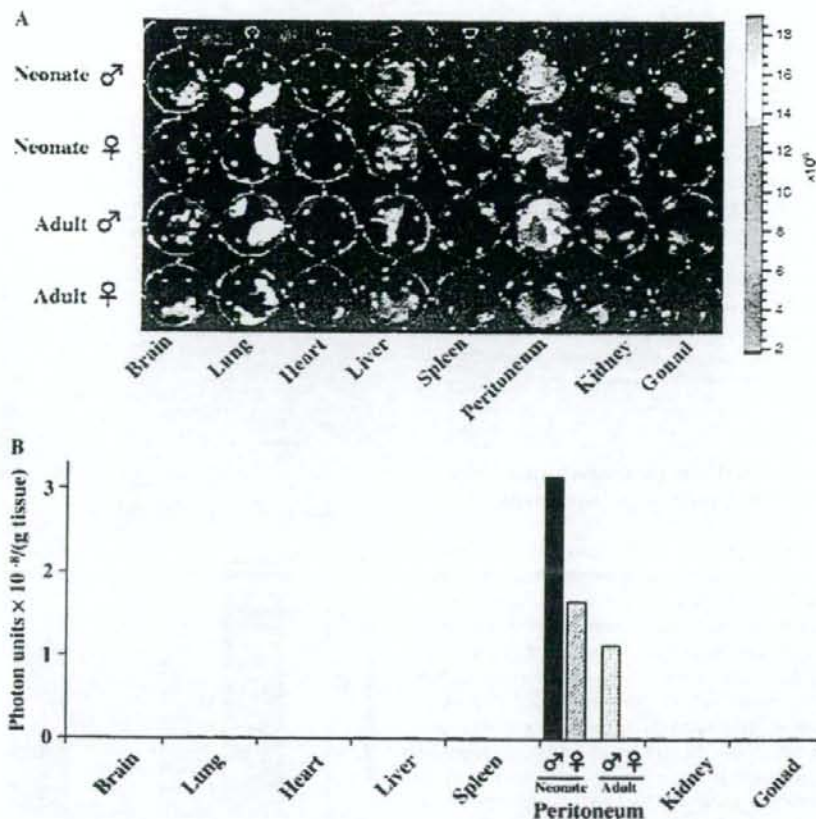 A
Neonate ♂
Neonate ♀
Adult ♂
Adult ♀
Brain
Lung
Heart
Liver
Spleen
Peritoneum
Kidney
Gonad
18
16
14
12
10
8
6
4
2
B
Photon units × 10 -8/(g tissue)
3
2
1
0
Brain
Lung
Heart
Liver
Spleen
♂ ♀ ♂ ♀
Neonate Adult
Peritoneum
Kidney
Gonad